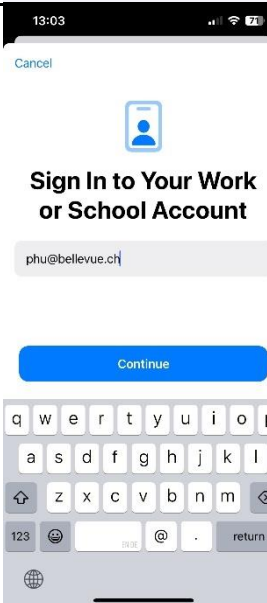 13:03
71
Cancel
Sign In to Your Work
or School Account
phu@bellevue.ch
Continue
q w e r t y u i o p
a s d f g h j k l
z x c v b n m
123 @ . return